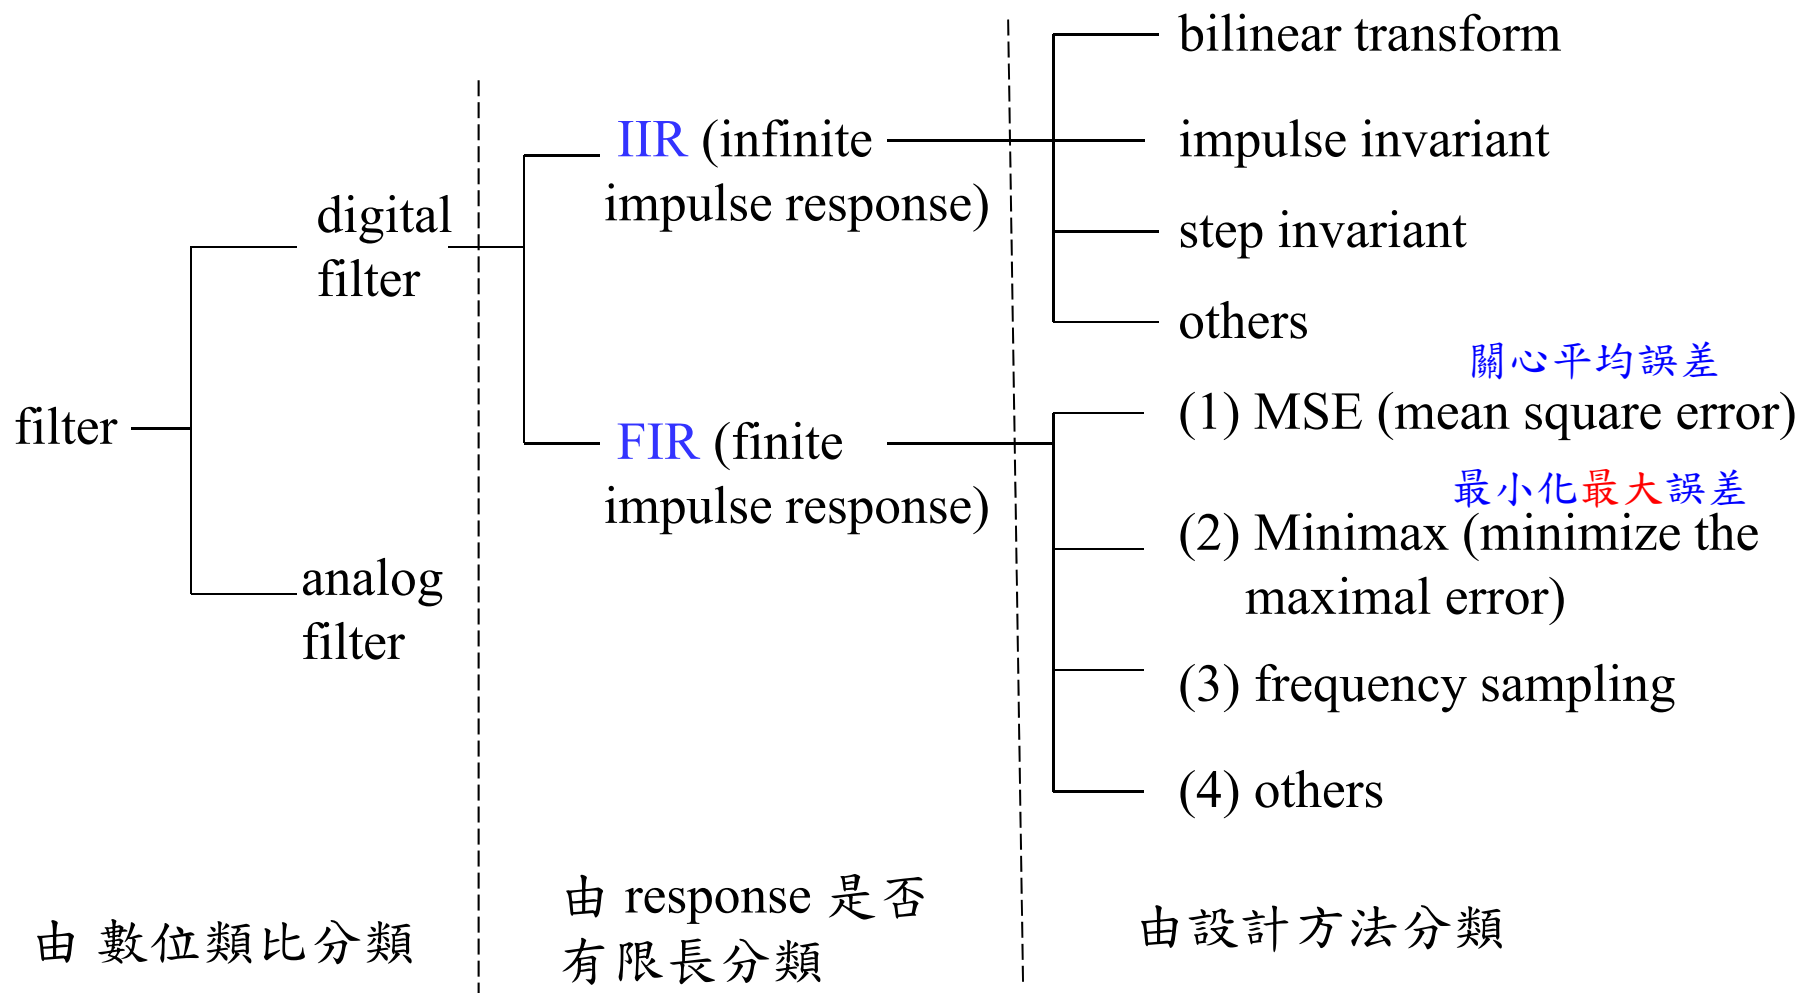 filter
digital
filter
analog
filter
IIR (infinite
impulse response)
FIR (finite
impulse response)
bilinear transform
impulse invariant
step invariant
others
關心平均誤差
(1) MSE (mean square error)
最小化最大誤差
(2) Minimax (minimize the
maximal error)
(3) frequency sampling
(4) others
由 數位類比分類
由 response 是否
有限長分類
由設計方法分類